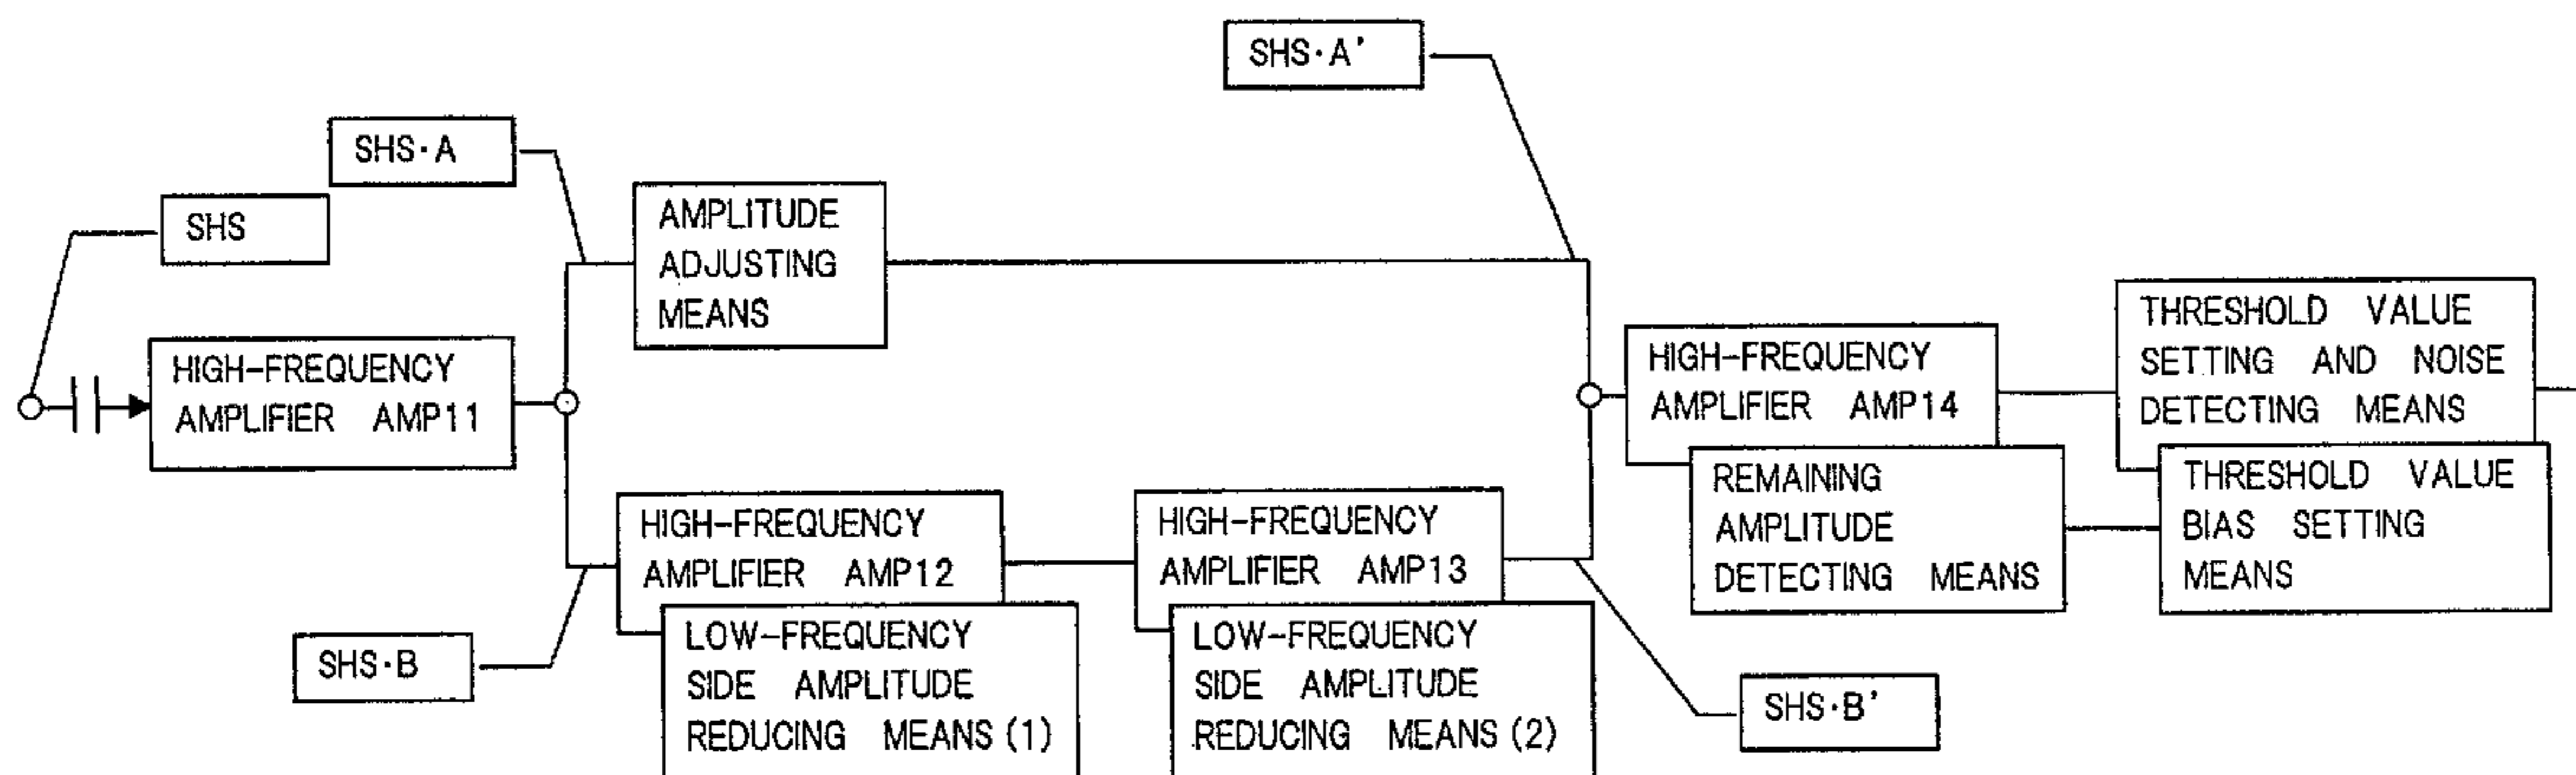 SHS·A'
SHS·A
SHS
AMPLITUDE
ADJUSTING
MEANS
HIGH-FREQUENCY
AMPLIFIER AMP11
HIGH-FREQUENCY
AMPLIFIER AMP14
THRESHOLD VALUE
SETTING AND NOISE
DETECTING MEANS
REMAINING
AMPLITUDE
DETECTING MEANS
THRESHOLD VALUE
BIAS SETTING
MEANS
HIGH-FREQUENCY
AMPLIFIER AMP12
HIGH-FREQUENCY
AMPLIFIER AMP13
SHS·B
LOW-FREQUENCY
SIDE AMPLITUDE
REDUCING MEANS (1)
LOW-FREQUENCY
SIDE AMPLITUDE
REDUCING MEANS (2)
SHS·B'